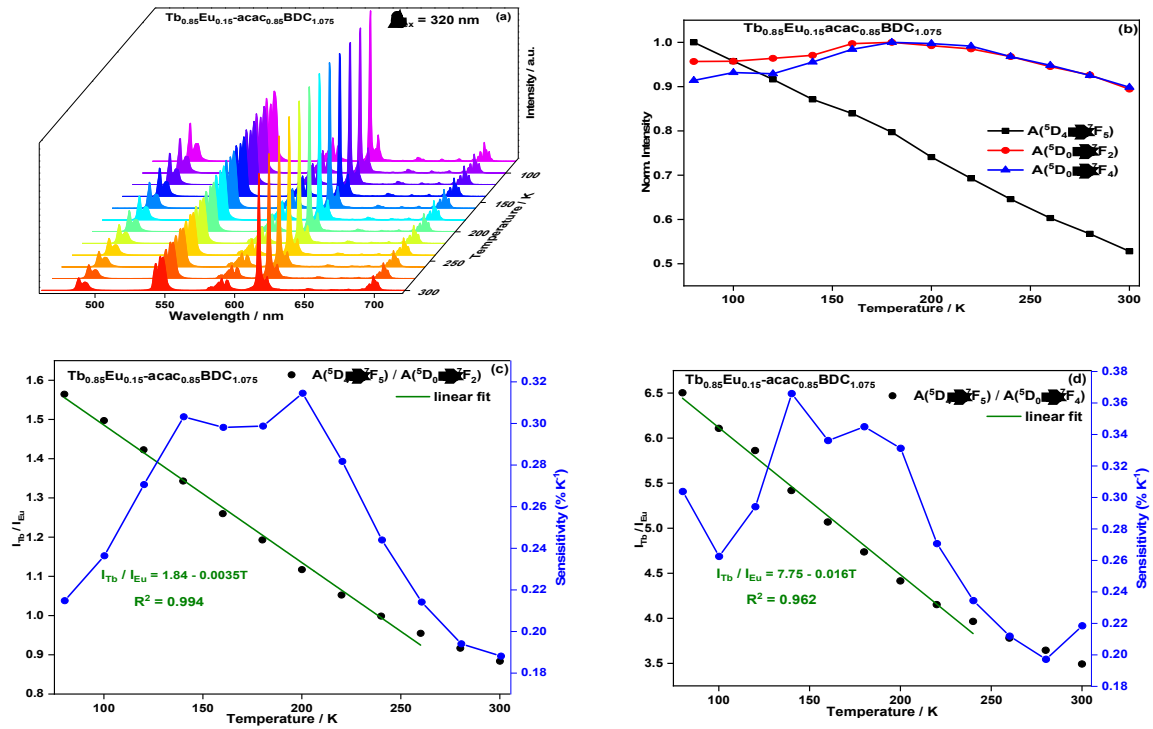 Tb0.85Eu0.15-acac0.85BDC1.075
(a)
ex = 320 nm
Intensity / a.u.
100
150
200
250
300
Temperature / K
500 550 600 650 700
Wavelength / nm
Tb0.85Eu0.15acac0.85BDC1.075
(b)
1.0
0.9
0.8
0.7
0.6
0.5
Norm. Intensity
A(5D4 7F5)
A(5D0 7F2)
A(5D0 7F4)
100 150 200 250 300
Temperature / K
Tb0.85Eu0.15-acac0.85BDC1.075
(c)
A(5D4 7F5) / A(5D0 7F2)
linear fit
1.6
1.5
1.4
1.3
1.2
1.1
1.0
0.9
0.8
ITb / IEu
ITb / IEu = 1.84 - 0.0035T
R2 = 0.994
0.32
0.30
0.28
0.26
0.24
0.22
0.20
0.18
Sensisitivity (% K-1)
100 150 200 250 300
Temperature / K
Tb0.85Eu0.15-acac0.85BDC1.075
(d)
A(5D4 7F5) / A(5D0 7F4)
linear fit
6.5
6.0
5.5
5.0
4.5
4.0
3.5
ITb / IEu
ITb / IEu = 7.75 - 0.016T
R2 = 0.962
0.38
0.36
0.34
0.32
0.30
0.28
0.26
0.24
0.22
0.20
0.18
Sensisitivity (% K-1)
100 150 200 250 300
Temperature / K